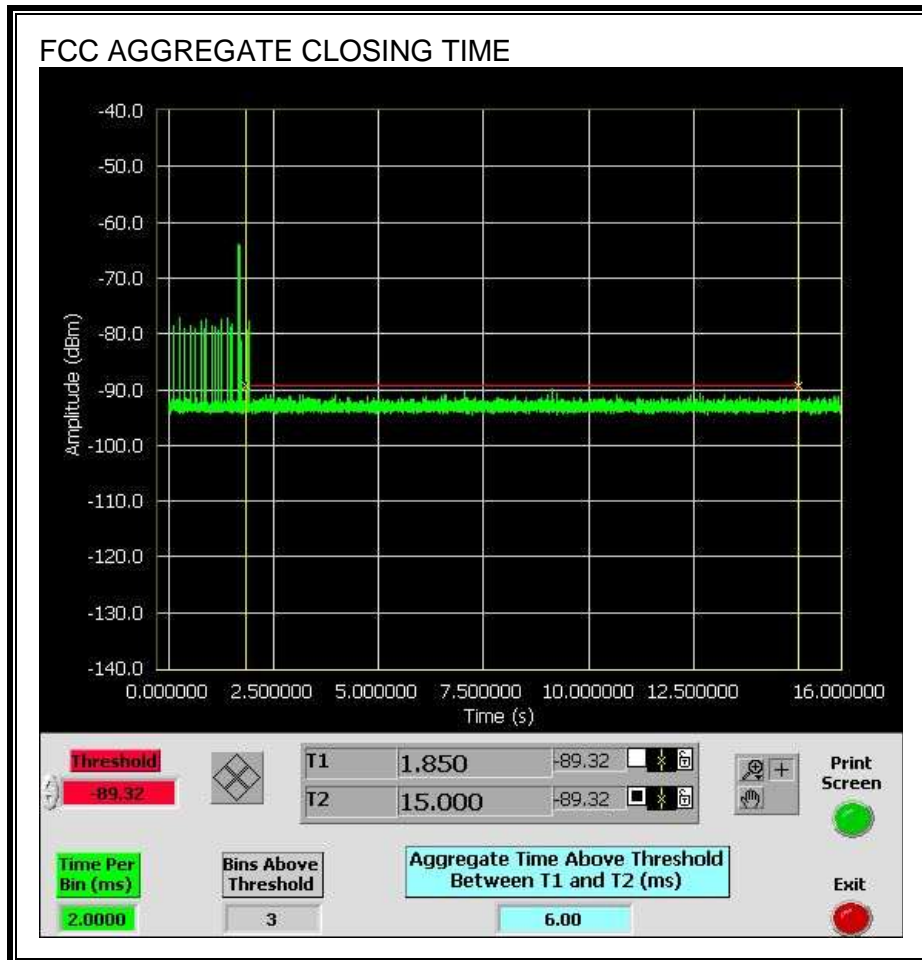 FCC AGGREGATE CLOSING TIME
-40.0
-50.0
-60.0
-70.0
-80.0
-90.0
-100.0
-110.0
-120.0
-130.0
-140.0
Amplitude (dBm)
0.000000 2.500000 5.000000 7.500000 10.000000 12.500000 16.000000
Time (s)
Threshold
-89.32
T1 1.850 -89.32
T2 15.000 -89.32
Print
Screen
Time Per
Bin (ms)
2.0000
Bins Above
Threshold
3
Aggregate Time Above Threshold
Between T1 and T2 (ms)
6.00
Exit